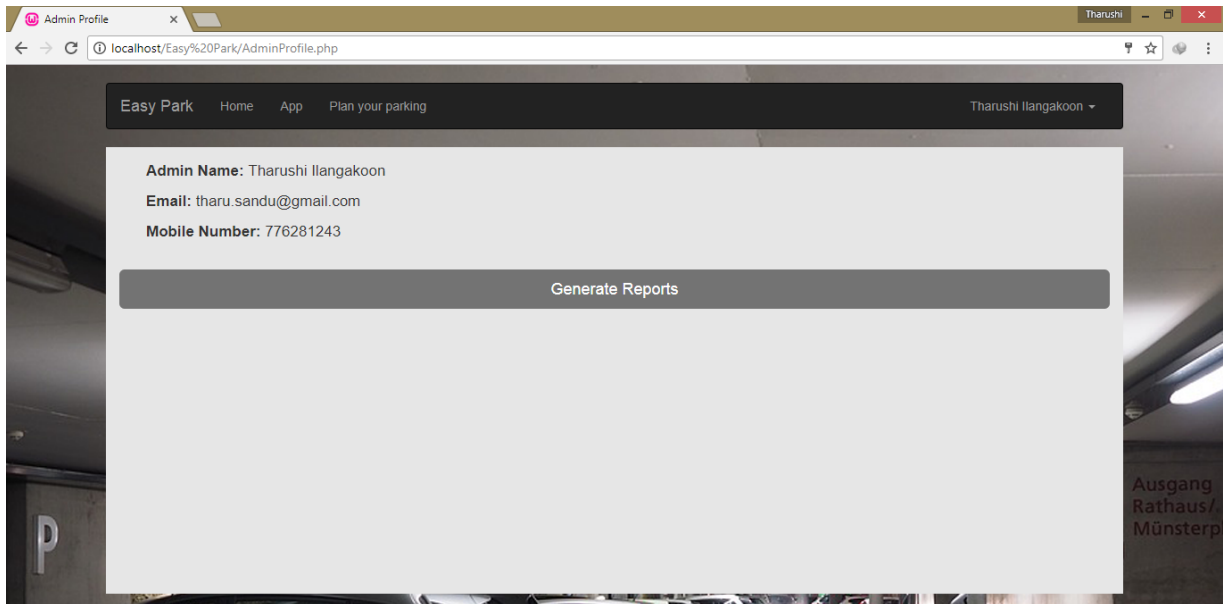 Admin Profile
Tharushi
localhost/Easy%20Park/AdminProfile.php
Easy Park Home App Plan your parking Tharushi Ilangakoon
Admin Name: Tharushi Ilangakoon
Email: tharu.sandu@gmail.com
Mobile Number: 776281243
Generate Reports
P
Ausgang
Rathaus/
Münsterp